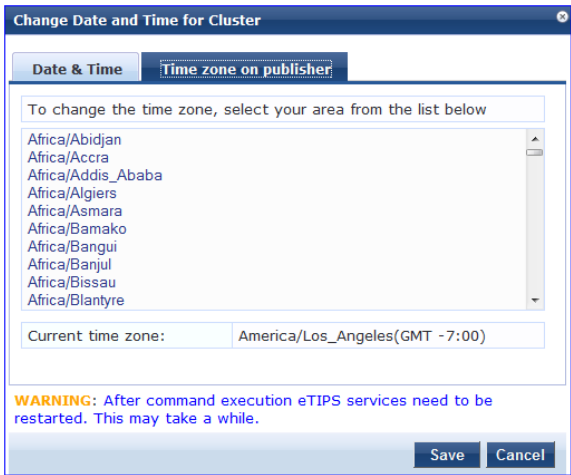 Change Date and Time for Cluster
Date & Time
Time zone on publisher
To change the time zone, select your area from the list below
Africa/Abidjan
Africa/Accra
Africa/Addis_Ababa
Africa/Algiers
Africa/Asmara
Africa/Bamako
Africa/Bangui
Africa/Banjul
Africa/Bissau
Africa/Blantyre
Current time zone: America/Los_Angeles(GMT -7:00)
WARNING: After command execution eTIPS services need to be
restarted. This may take a while.
Save Cancel